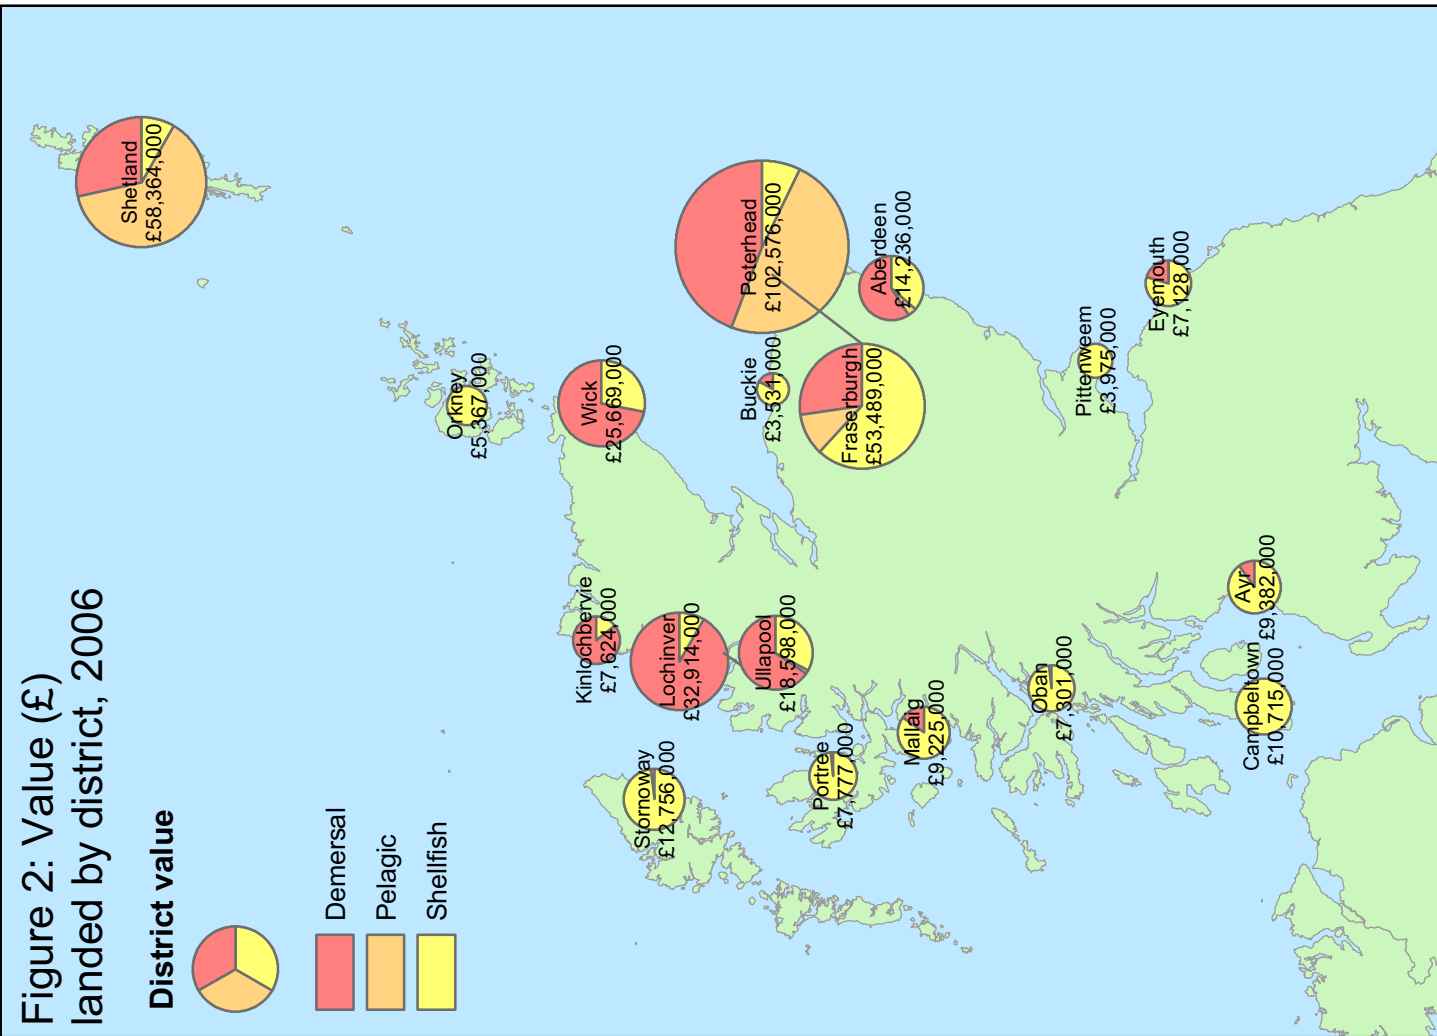 Figure 2: Value (£)
landed by district, 2006
District value
Demersal
Pelagic
Shellfish
Shetland
£58,364,000
Orkney
£5,367,000
Wick
£25,669,000
Kinlochbervie
£7,624,000
Lochinver
£32,914,000
Ullapool
£18,598,000
Stornoway
£12,756,000
Portree
£7,777,000
Mallaig
£9,225,000
Oban
£7,301,000
Campbeltown
£10,715,000
Ayr
£9,382,000
Buckie
£3,531,000
Fraserburgh
£53,489,000
Peterhead
£102,576,000
Aberdeen
£14,236,000
Pittenweem
£3,975,000
Eyemouth
£7,128,000